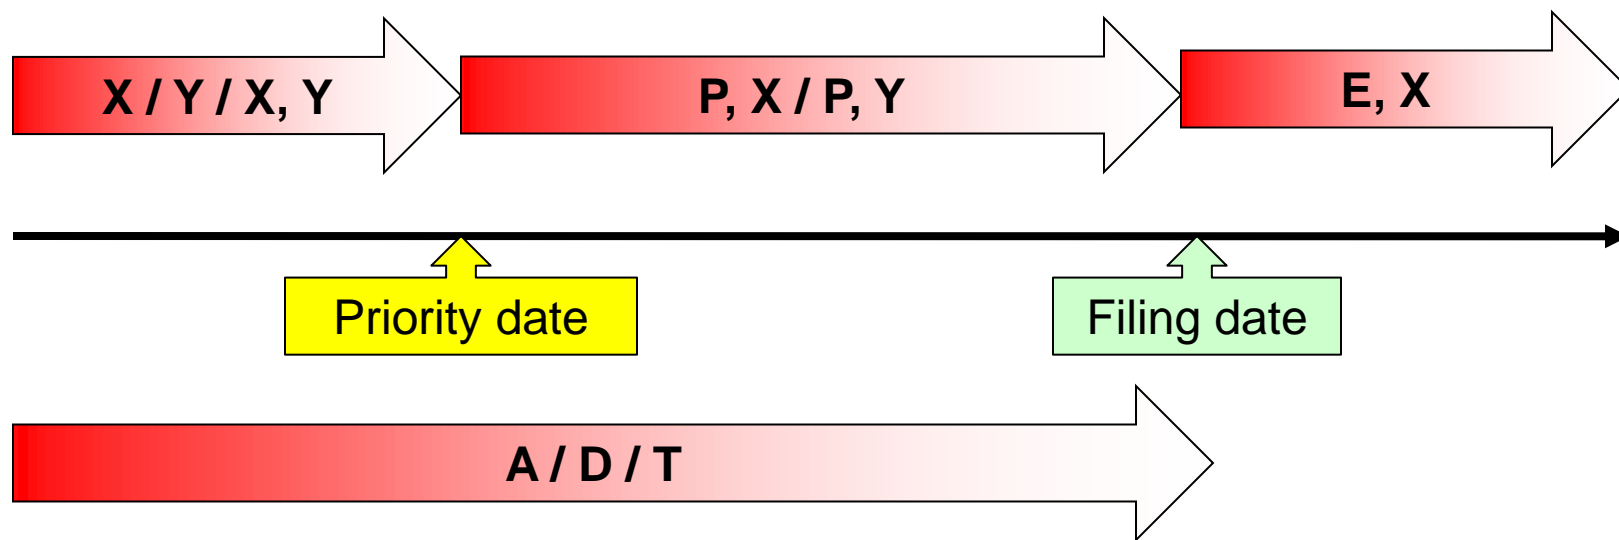 X / Y / X, Y
P, X / P, Y
E, X
Priority date
Filing date
A / D / T